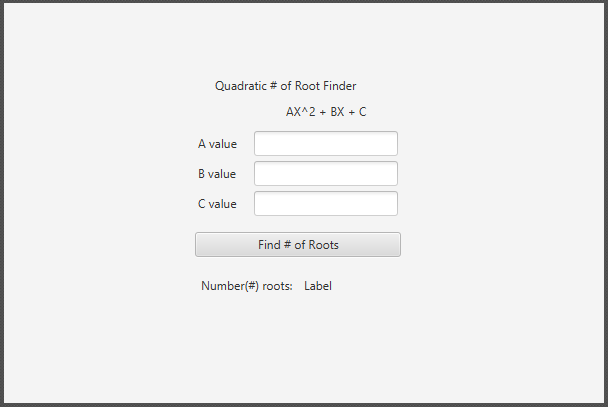 Quadratic # of Root Finder
AX^2 + BX + C
A value
B value
C value
Find # of Roots
Number(#) roots: Label